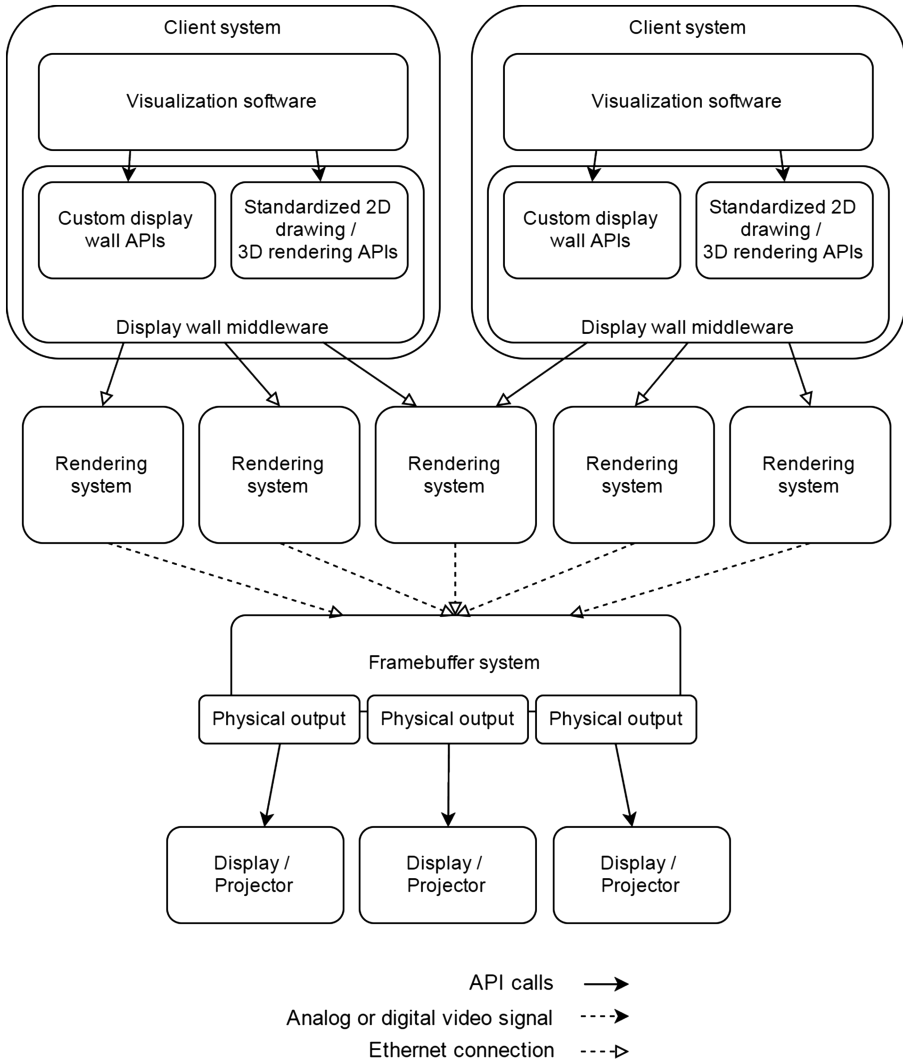 Client system
Visualization software
Custom display
wall APIs
Standardized 2D
drawing /
3D rendering APIs
Display wall middleware
Client system
Visualization software
Custom display
wall APIs
Standardized 2D
drawing /
3D rendering APIs
Display wall middleware
Rendering
system
Rendering
system
Rendering
system
Rendering
system
Rendering
system
Framebuffer system
Physical output
Physical output
Physical output
Display /
Projector
Display /
Projector
Display /
Projector
API calls
Analog or digital video signal
Ethernet connection